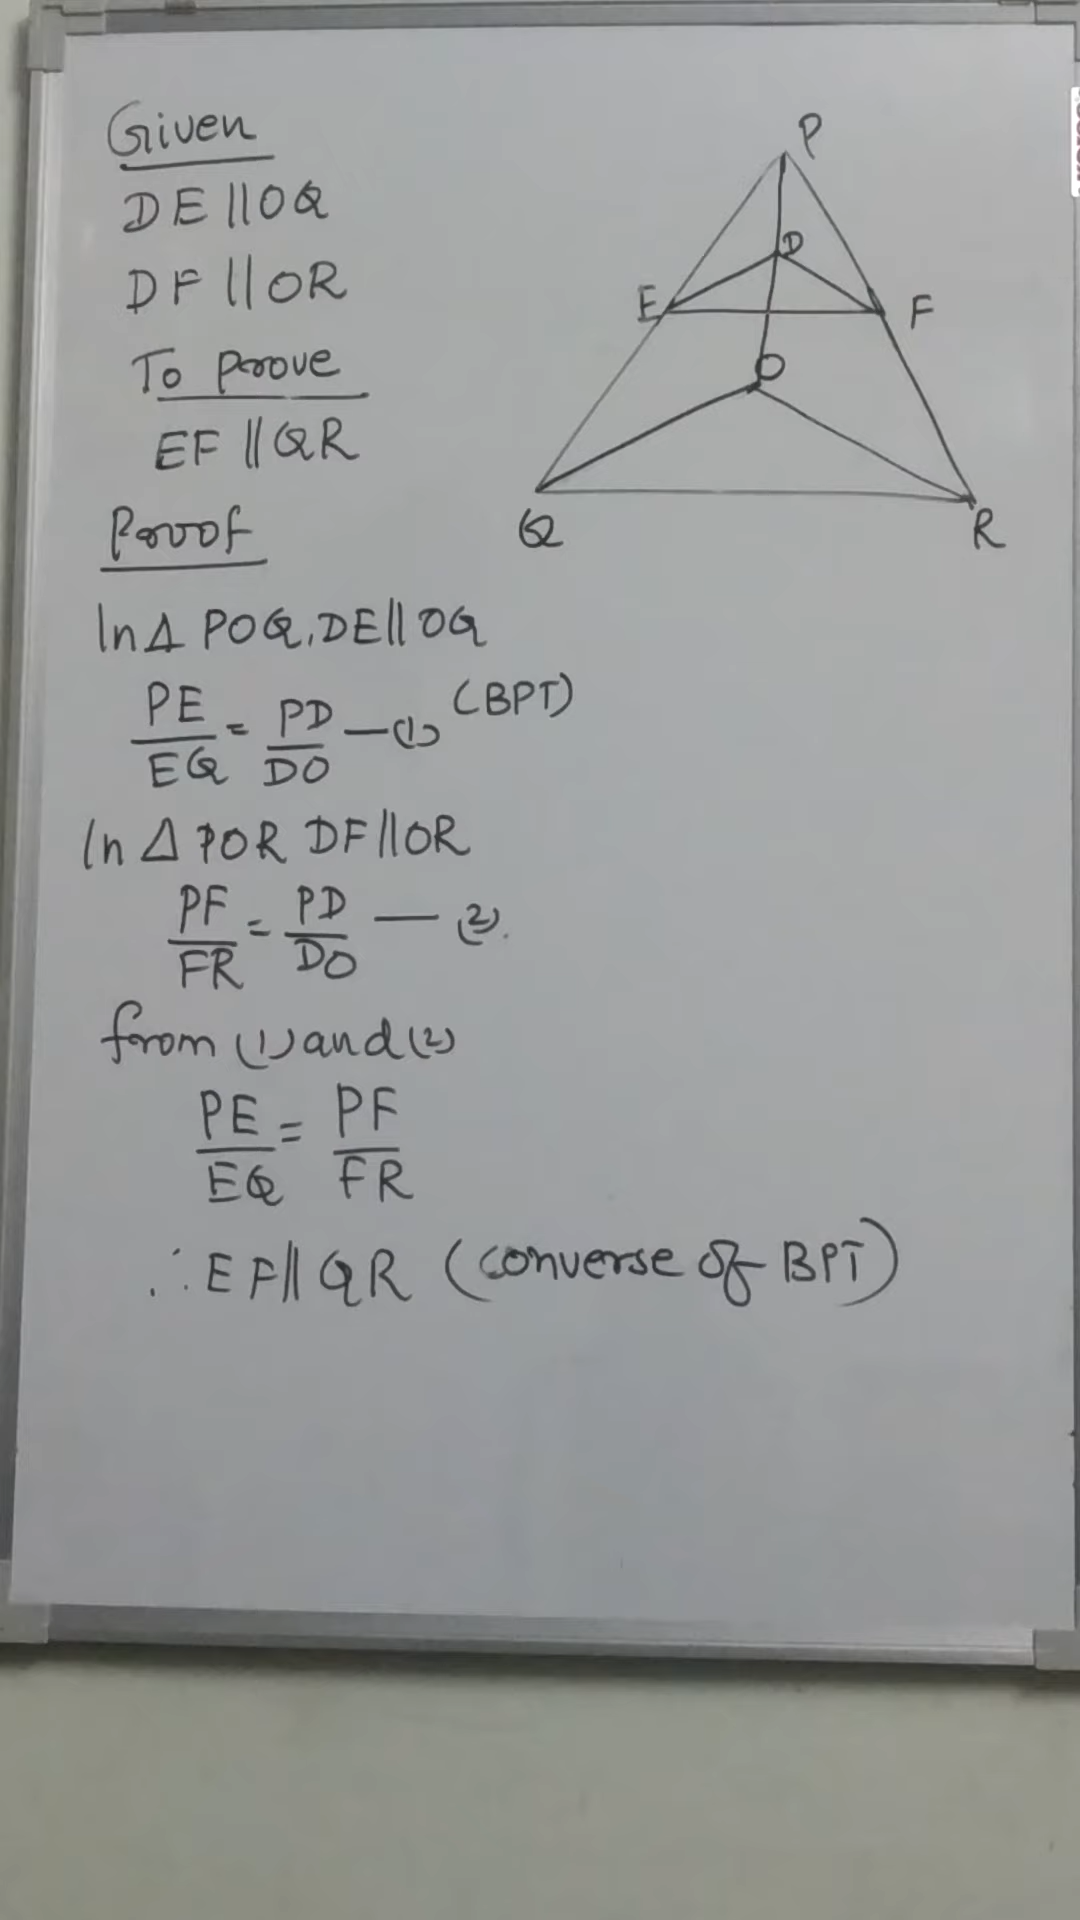 Given
DE || OQ
DF || OR
To prove
EF || QR
Proof
P
D
E
F
O
Q
R
In Δ POQ, DE || OQ
PE/EQ = PD/DO — (1) (BPT)
In Δ POR DF || OR
PF/FR = PD/DO — (2).
from (1) and (2)
PE/EQ = PF/FR
∴ EF || QR (converse of BPT)